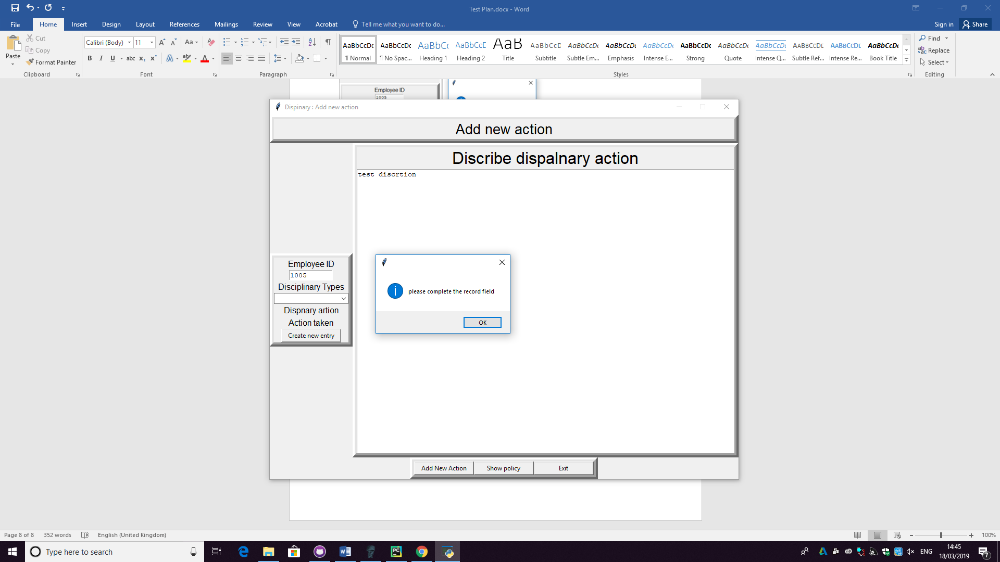 Test Plan.docx - Word
File Home Insert Design Layout References Mailings Review View Acrobat Tell me what you want to do... Sign in Share
Paste
Cut
Copy
Format Painter
Calibri (Body) 11
Clipboard Font Paragraph Styles Editing
AaBbCcDc AaBbCcDc AaBbCc AaBbCcD AaB AaBbCcD AaBbCcDc AaBbCcDc AaBbCcDc AaBbCcDc AaBbCcDc AaBbCcDc AABBCCDE AABBCCDE AaBbCcDc
¶ Normal ¶ No Spac... Heading 1 Heading 2 Title Subtitle Subtle Em... Emphasis Intense E... Strong Quote Intense Q... Subtle Ref... Intense Re... Book Title
Find
Replace
Select
Employee ID
1005
Dispinary : Add new action
Add new action
Discribe dispalnary action
test discrtion
Employee ID
1005
Disciplinary Types
Dispnary artion
Action taken
Create new entry
please complete the record field
OK
Add New Action Show policy Exit
Page 8 of 8 352 words English (United Kingdom) 100%
Type here to search
ENG
14:45
18/03/2019
7